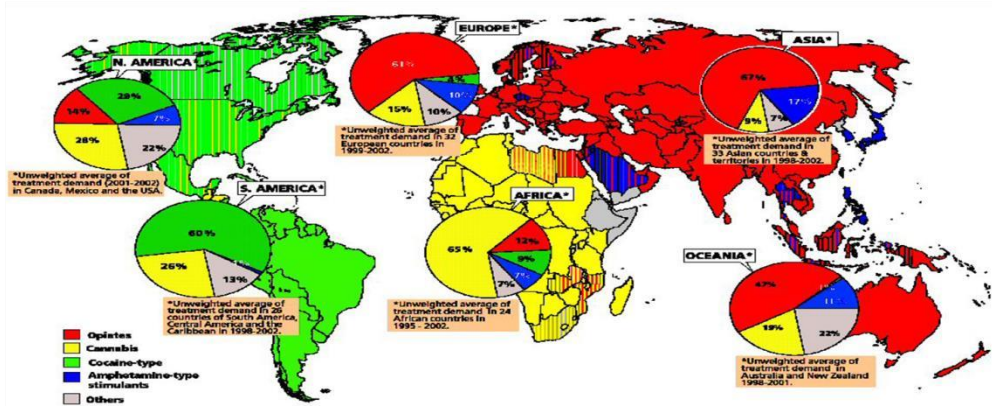 N. AMERICA*
14%
29%
7%
28%
22%
*Unweighted average of
treatment demand (2001-2002)
in Canada, Mexico and the USA.
EUROPE*
61%
10%
15%
10%
*Unweighted average of
treatment demand in 32
European countries in
1999-2002.
ASIA*
67%
17%
9%
7%
*Unweighted average of
treatment demand in
33 Asian countries &
territories in 1998-2002.
S. AMERICA*
60%
26%
13%
*Unweighted average of
treatment demand in 26
countries of South America,
Central America and the
Caribbean in 1998-2002.
AFRICA*
65%
12%
9%
7%
7%
*Unweighted average of
treatment demand in 24
African countries in
1995 - 2002.
OCEANIA*
47%
11%
19%
22%
*Unweighted average of
treatment demand in
Australia and New Zealand
1998-2001.
Opiates
Cannabis
Cocaine-type
Amphetamine-type
stimulants
Others